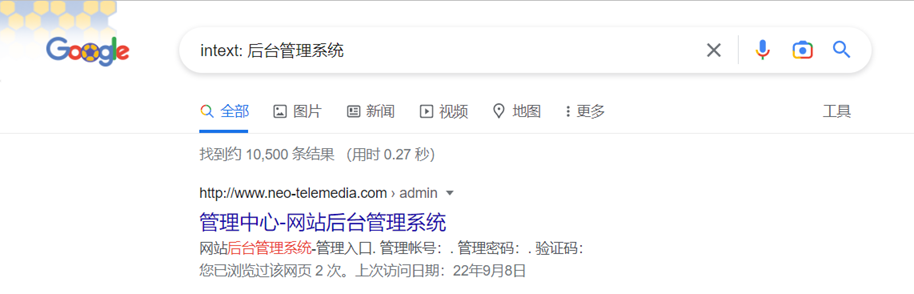 Google
intext: 后台管理系统
全部 图片 新闻 视频 地图 更多 工具
找到约 10,500 条结果 （用时 0.27 秒）
http://www.neo-telemedia.com › admin
管理中心-网站后台管理系统
网站后台管理系统-管理入口. 管理帐号：. 管理密码：. 验证码：
您已浏览过该网页 2 次。上次访问日期：22年9月8日